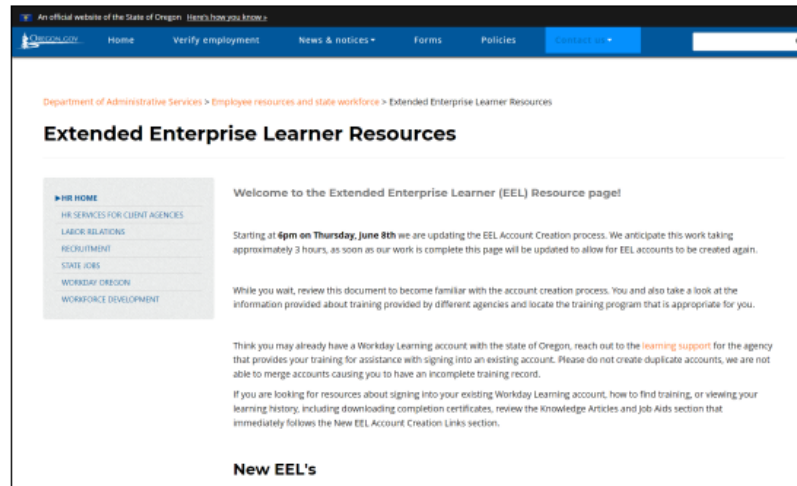 An official website of the State of Oregon Here's how you know »
OREGON.GOV Home Verify employment News & notices Forms Policies Contact us
Department of Administrative Services > Employee resources and state workforce > Extended Enterprise Learner Resources
Extended Enterprise Learner Resources
HR HOME
HR SERVICES FOR CLIENT AGENCIES
LABOR RELATIONS
RECRUITMENT
STATE JOBS
WORKDAY OREGON
WORKFORCE DEVELOPMENT
Welcome to the Extended Enterprise Learner (EEL) Resource page!
Starting at 6pm on Thursday, June 8th we are updating the EEL Account Creation process. We anticipate this work taking
approximately 3 hours, as soon as our work is complete this page will be updated to allow for EEL accounts to be created again.
While you wait, review this document to become familiar with the account creation process. You and also take a look at the
information provided about training provided by different agencies and locate the training program that is appropriate for you.
Think you may already have a Workday Learning account with the state of Oregon, reach out to the learning support for the agency
that provides your training for assistance with signing into an existing account. Please do not create duplicate accounts, we are not
able to merge accounts causing you to have an incomplete training record.
If you are looking for resources about signing into your existing Workday Learning account, how to find training, or viewing your
learning history, including downloading completion certificates, review the Knowledge Articles and Job Aids section that
immediately follows the New EEL Account Creation Links section.
New EEL's